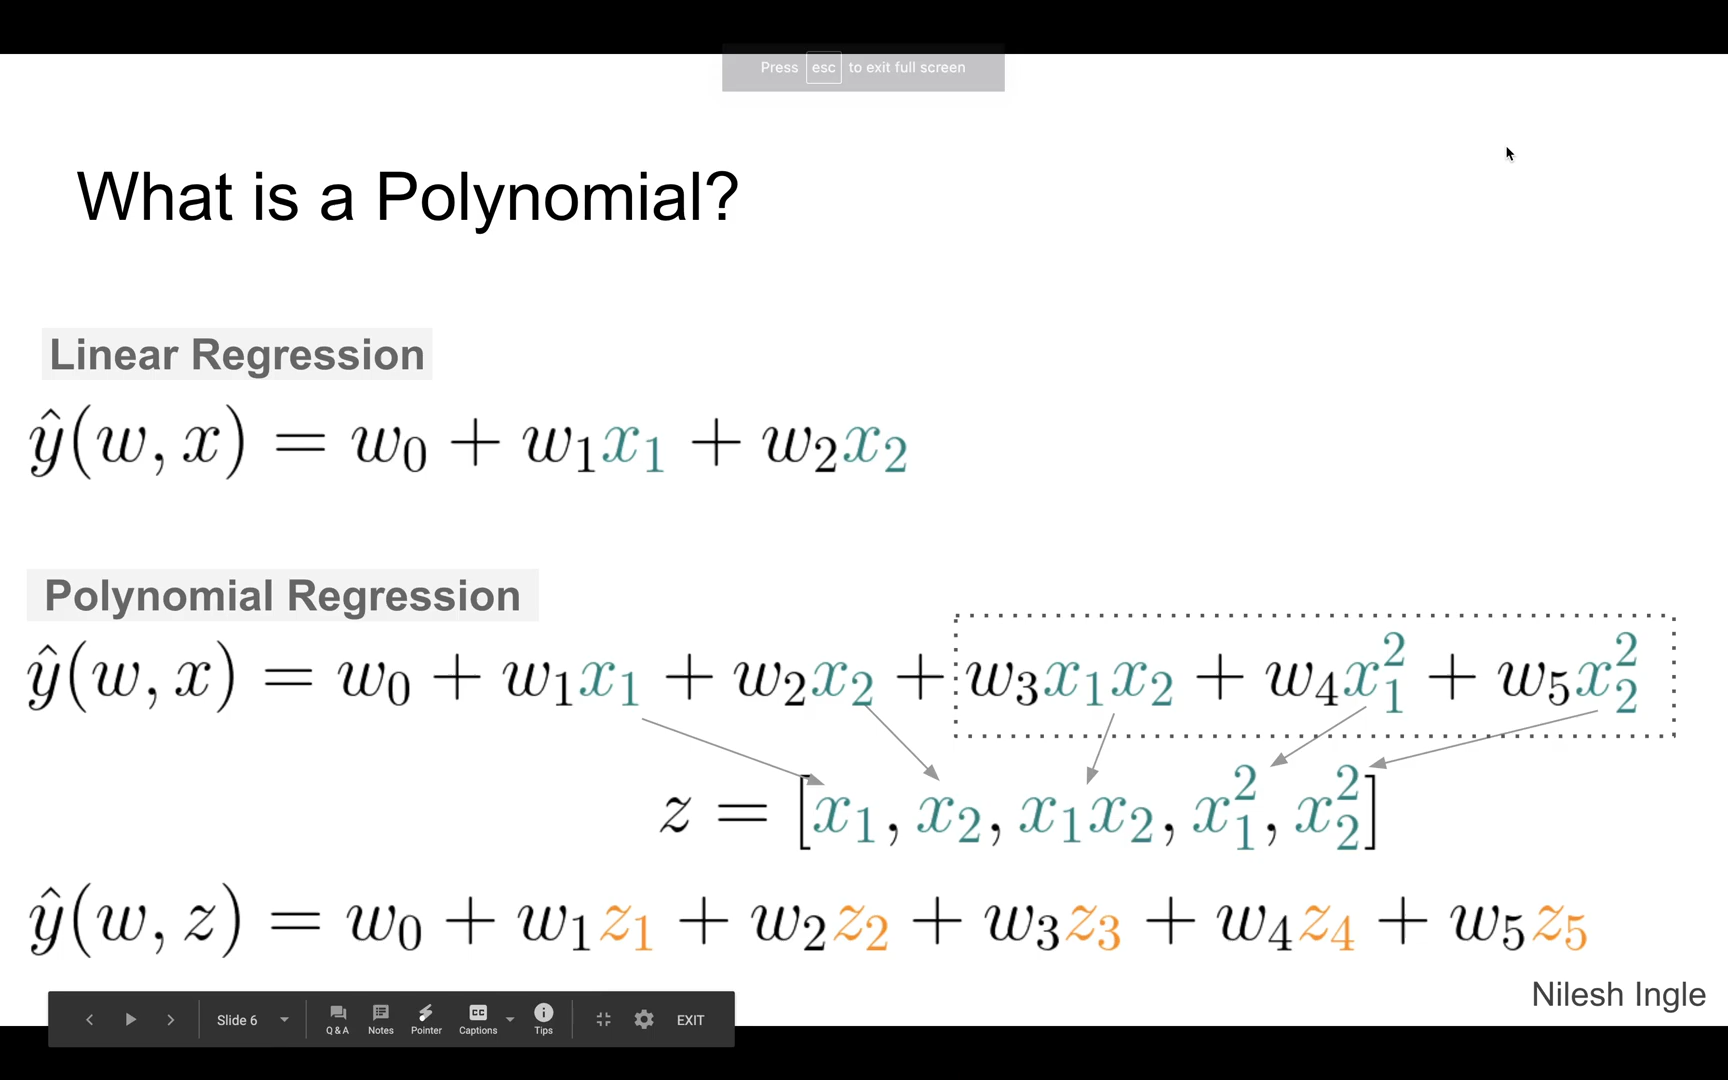 Press esc to exit full screen
What is a Polynomial?
Linear Regression
ŷ(w, x) = w₀ + w₁x₁ + w₂x₂
Polynomial Regression
ŷ(w, x) = w₀ + w₁x₁ + w₂x₂ + w₃x₁x₂ + w₄x₁² + w₅x₂²
z = [x₁, x₂, x₁x₂, x₁², x₂²]
ŷ(w, z) = w₀ + w₁z₁ + w₂z₂ + w₃z₃ + w₄z₄ + w₅z₅
Nilesh Ingle
Slide 6 Q & A Notes Pointer CC Captions Tips EXIT